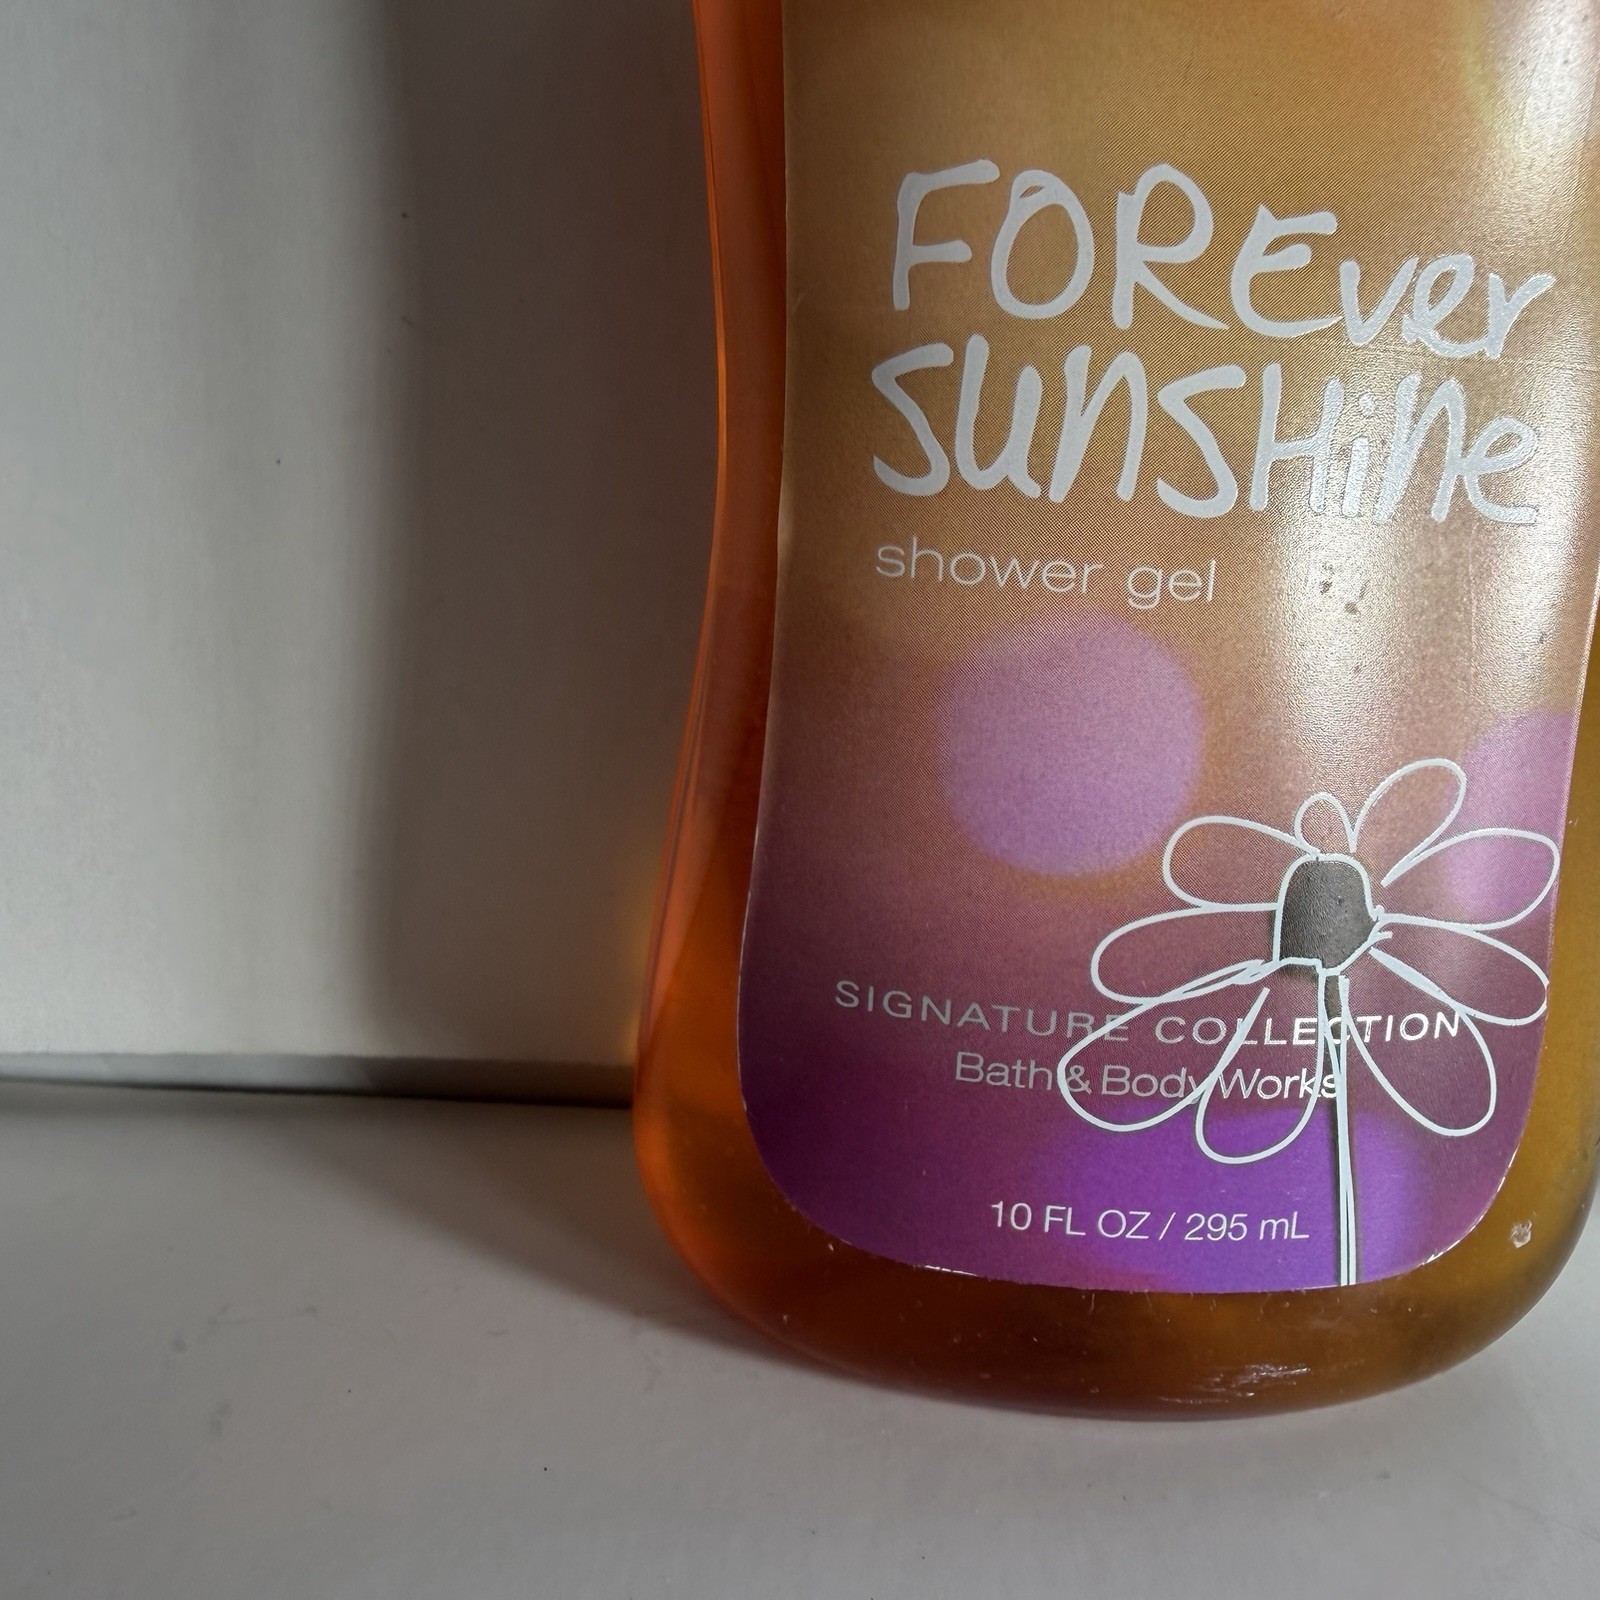 FOREver
SunSHine
shower gel
SIGNATURE COLLECTION
Bath & Body Works
10 FL OZ / 295 mL